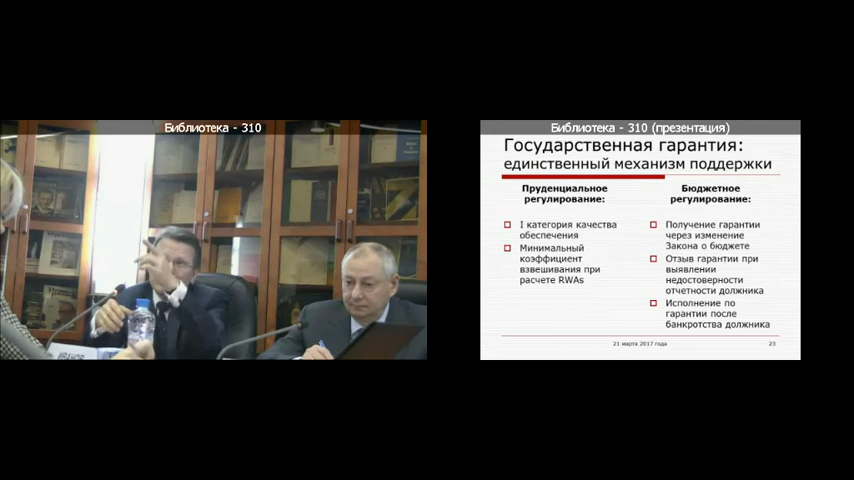 Библиотека - 310
ИВАНОВ
Библиотека - 310 (презентация)
Государственная гарантия:
единственный механизм поддержки
Пруденциальное
регулирование:
I категория качества
обеспечения
Минимальный
коэффициент
взвешивания при
расчете RWAs
Бюджетное
регулирование:
Получение гарантии
через изменение
Закона о бюджете
Отзыв гарантии при
выявлении
недостоверности
отчетности должника
Исполнение по
гарантии после
банкротства должника
21 марта 2017 года
23